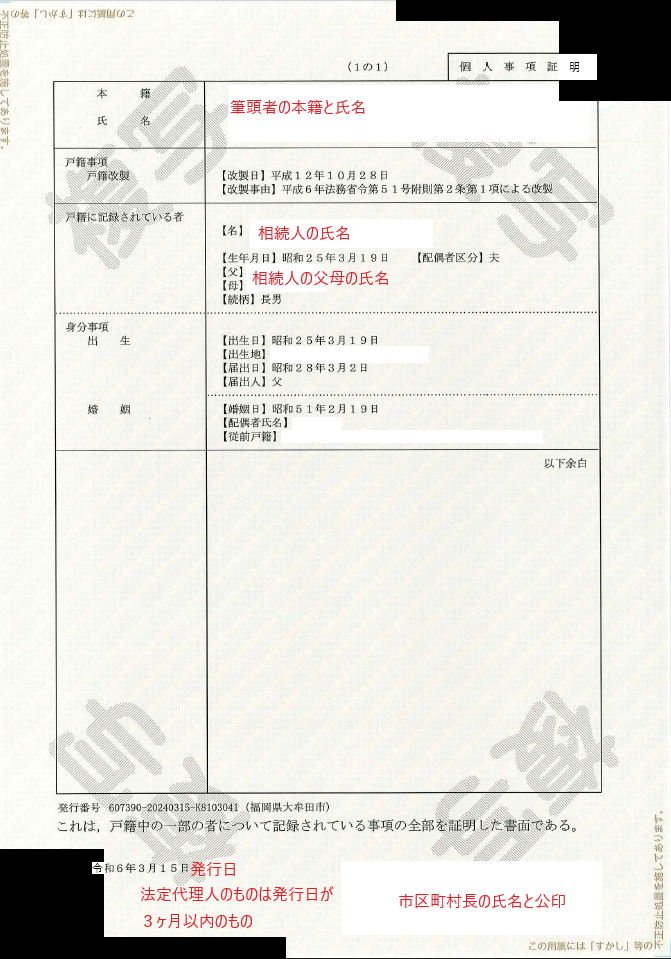 この用紙には「すかし」等の
不正防止処置を施してあります。
（１の１）
個人事項証明
本　籍
氏　名
筆頭者の本籍と氏名
戸籍事項
戸籍改製
【改製日】平成１２年１０月２８日
【改製事由】平成６年法務省令第５１号附則第２条第１項による改製
戸籍に記録されている者
【名】 相続人の氏名
【生年月日】昭和２５年３月１９日　【配偶者区分】夫
【父】
相続人の父母の氏名
【母】
【続柄】長男
身分事項
出　生
【出生日】昭和２５年３月１９日
【出生地】
【届出日】昭和２８年３月２日
【届出人】父
婚　姻
【婚姻日】昭和５１年２月１９日
【配偶者氏名】
【従前戸籍】
以下余白
発行番号 607390-20240315-K8103041（福岡県大牟田市）
これは，戸籍中の一部の者について記録されている事項の全部を証明した書面である。
令和６年３月１５日発行日
法定代理人のものは発行日が
３ヶ月以内のもの
市区町村長の氏名と公印
この用紙には「すかし」等の
不正防止処置を施してあります。